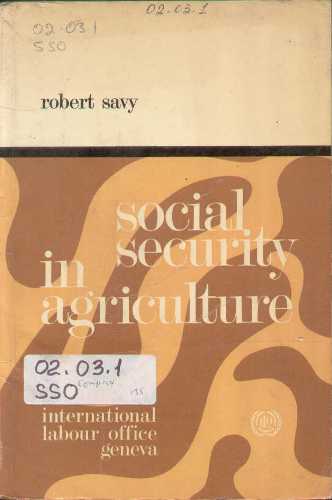 02.03.1
02.03.1
SSO
robert savy
social
security
in
agriculture
02.03.1
SSO
international
labour office
geneva